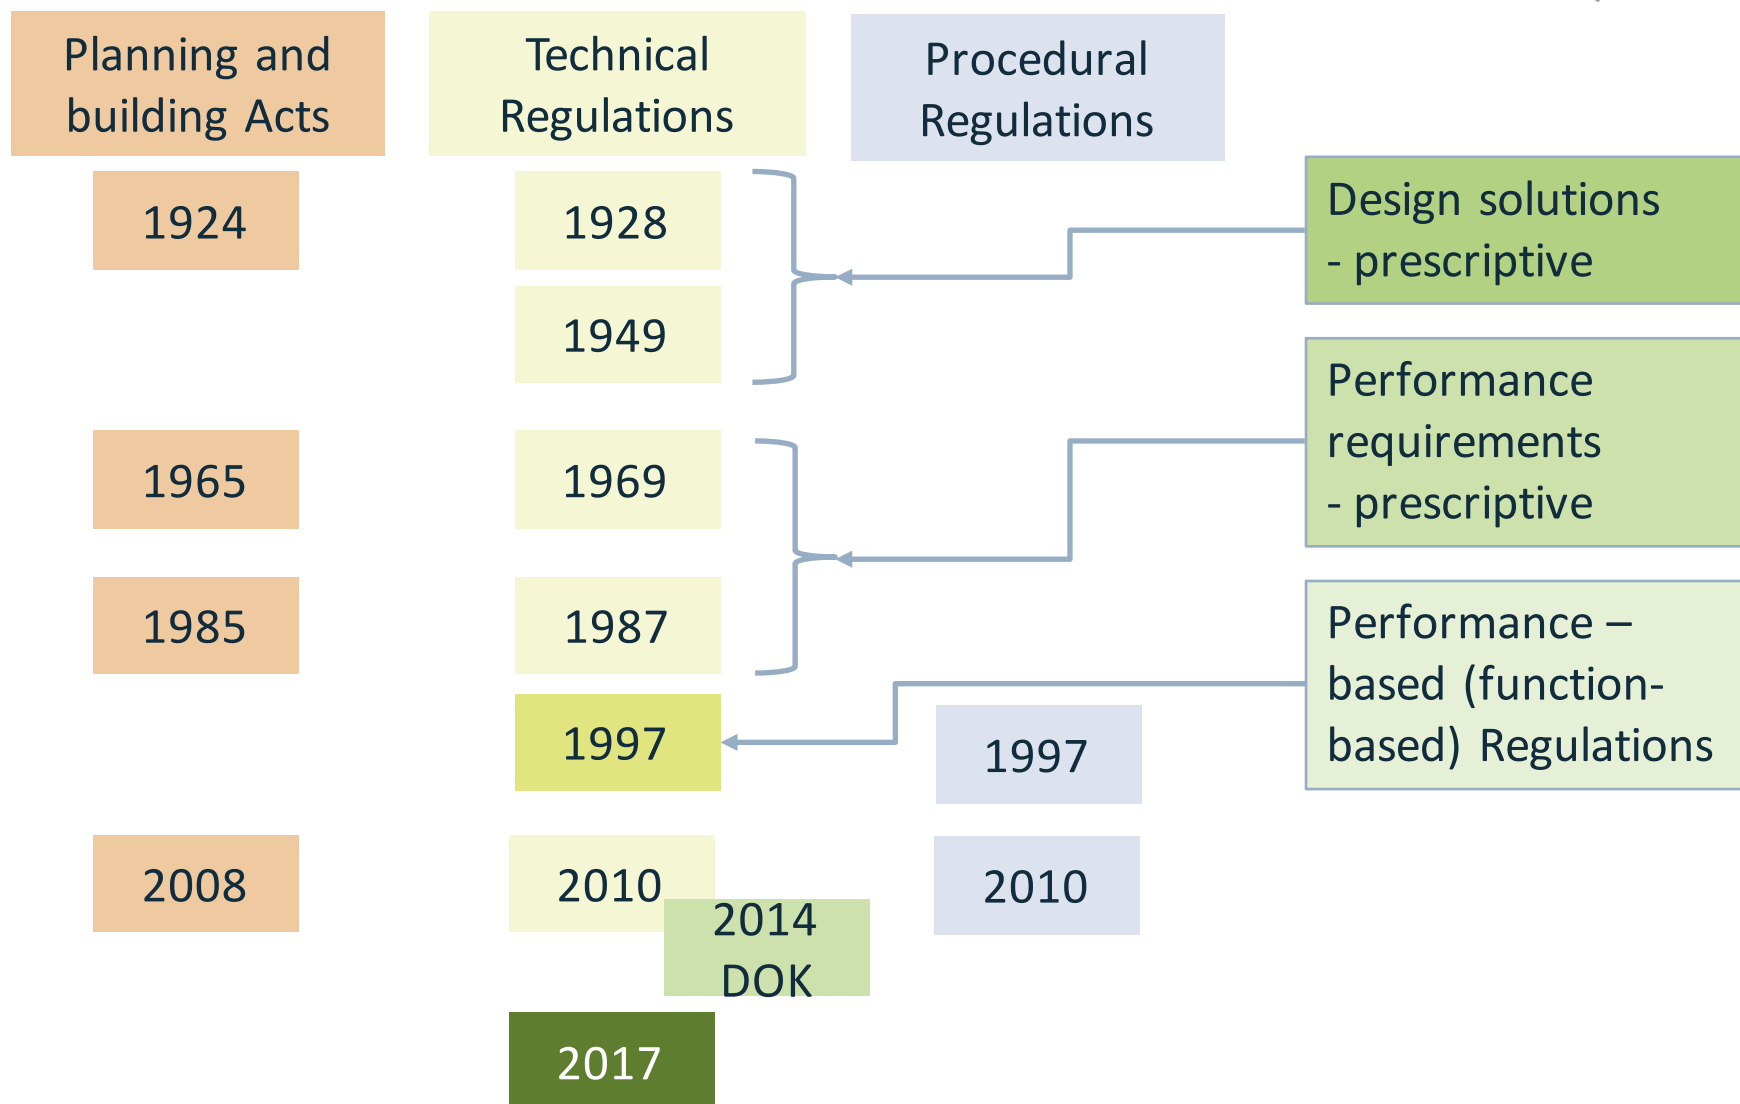 Planning and
building Acts
Technical
Regulations
Procedural
Regulations
1924
1928
Design solutions
- prescriptive
1949
Performance
requirements
- prescriptive
1965
1969
1985
1987
Performance –
based (function-
based) Regulations
1997
1997
2008
2010
2010
2014
DOK
2017